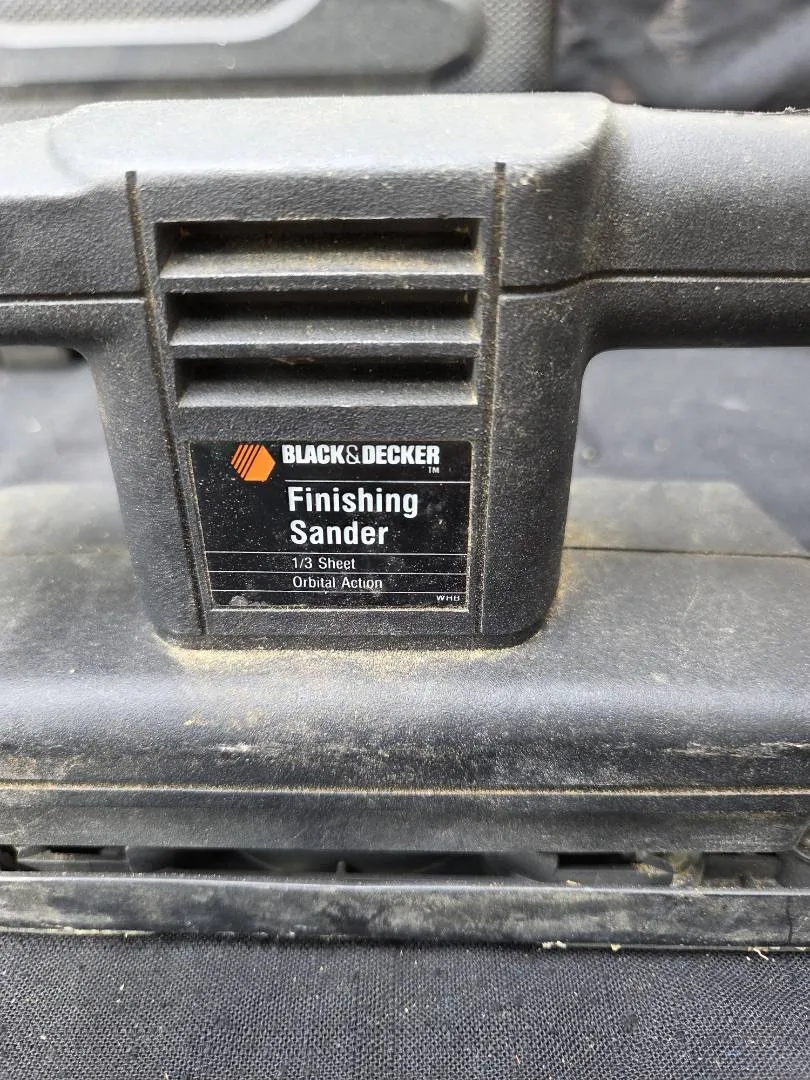 BLACK&DECKER
TM
Finishing
Sander
1/3 Sheet
Orbital Action
WHB